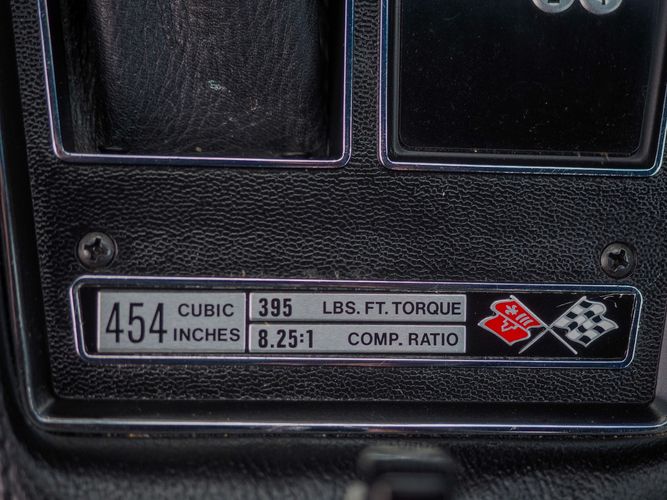 454 CUBIC INCHES
395 LBS. FT. TORQUE
8.25:1 COMP. RATIO